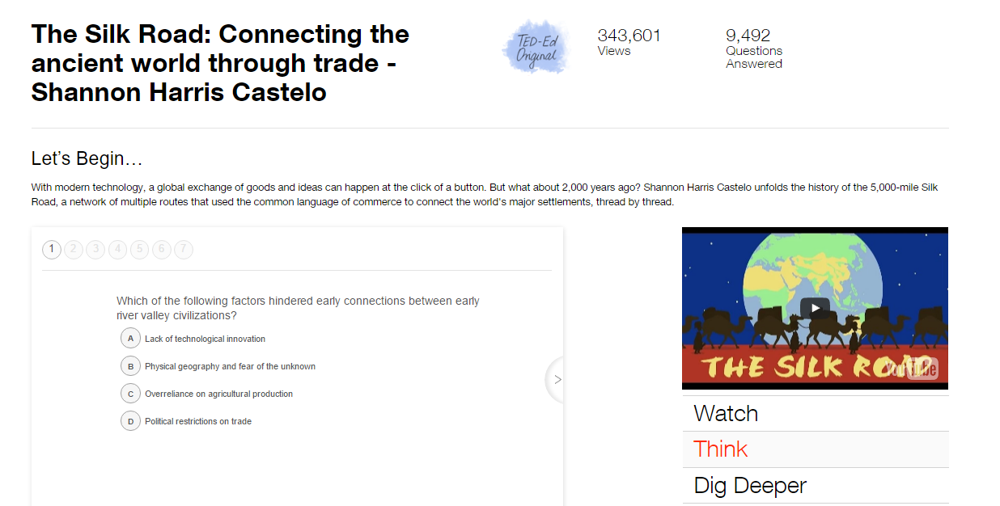 The Silk Road: Connecting the
ancient world through trade -
Shannon Harris Castelo
TED-Ed
Original
343,601
Views
9,492
Questions
Answered
Let's Begin…
With modern technology, a global exchange of goods and ideas can happen at the click of a button. But what about 2,000 years ago? Shannon Harris Castelo unfolds the history of the 5,000-mile Silk
Road, a network of multiple routes that used the common language of commerce to connect the world's major settlements, thread by thread.
1 2 3 4 5 6 7
Which of the following factors hindered early connections between early
river valley civilizations?
A Lack of technological innovation
B Physical geography and fear of the unknown
C Overreliance on agricultural production
D Political restrictions on trade
>
THE SILK ROAD
YouTube
Watch
Think
Dig Deeper